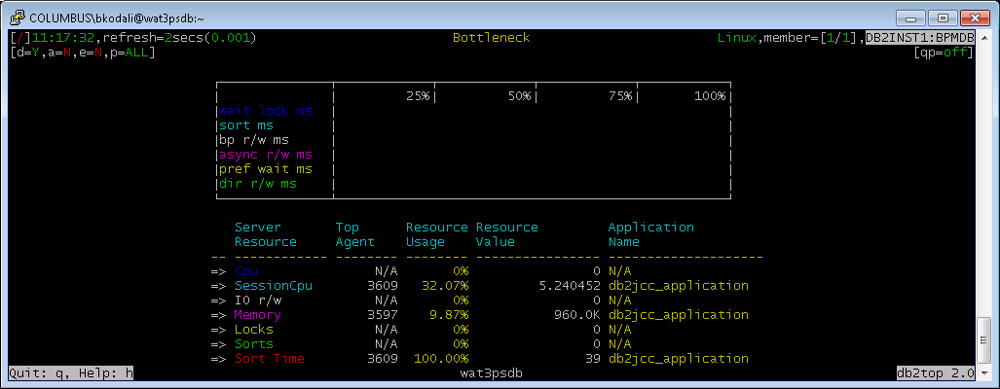 COLUMBUS\bkodali@wat3psdb:~
[/]11:17:32,refresh=2secs(0.001) Bottleneck Linux,member=[1/1],DB2INST1:BPMDB
[d=Y,a=N,e=N,p=ALL] [qp=off]
25% 50% 75% 100%
wait lock ms
sort ms
bp r/w ms
async r/w ms
pref wait ms
dir r/w ms
Server Top Resource Resource Application
Resource Agent Usage Value Name
-- ------------ -------- -------- ---------------- --------------------
=> Cpu N/A 0% 0 N/A
=> SessionCpu 3609 32.07% 5.240452 db2jcc_application
=> IO r/w N/A 0% 0 N/A
=> Memory 3597 9.87% 960.0K db2jcc_application
=> Locks N/A 0% 0 N/A
=> Sorts N/A 0% 0 N/A
=> Sort Time 3609 100.00% 39 db2jcc_application
Quit: q, Help: h wat3psdb db2top 2.0